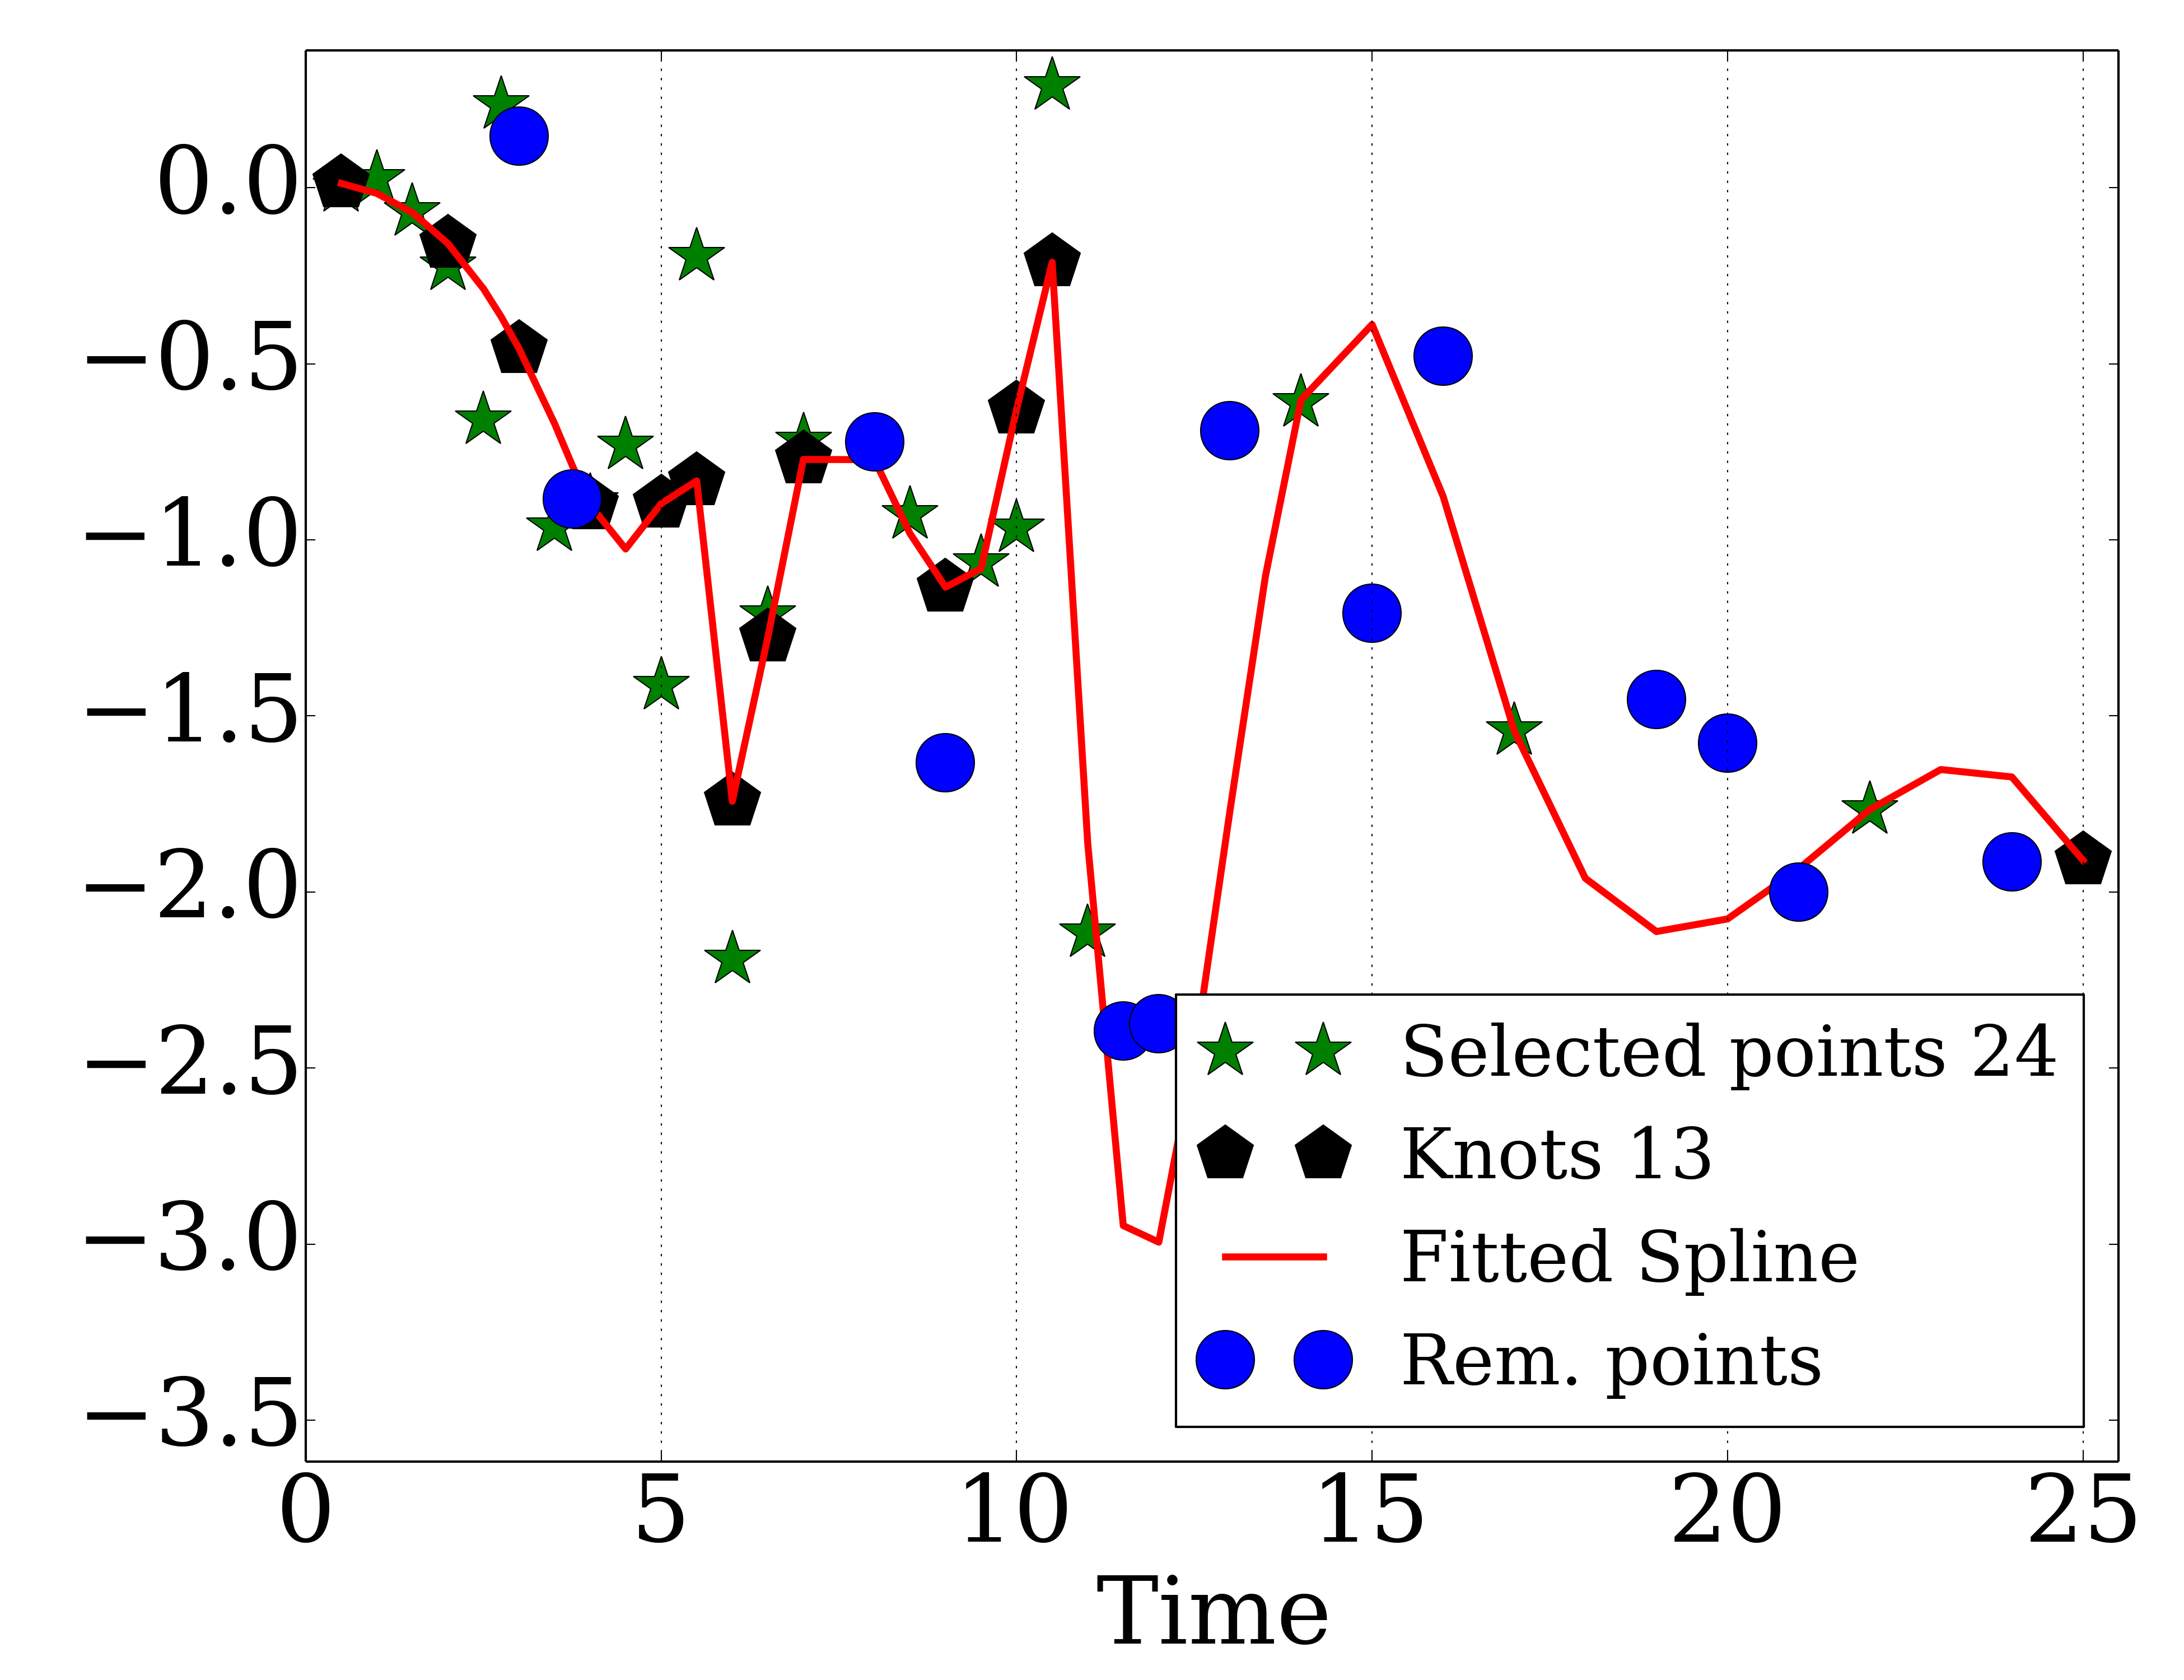 0.0
−0.5
−1.0
−1.5
−2.0
−2.5
−3.0
−3.5
0 5 10 15 20 25
Time
Selected points 24
Knots 13
Fitted Spline
Rem. points